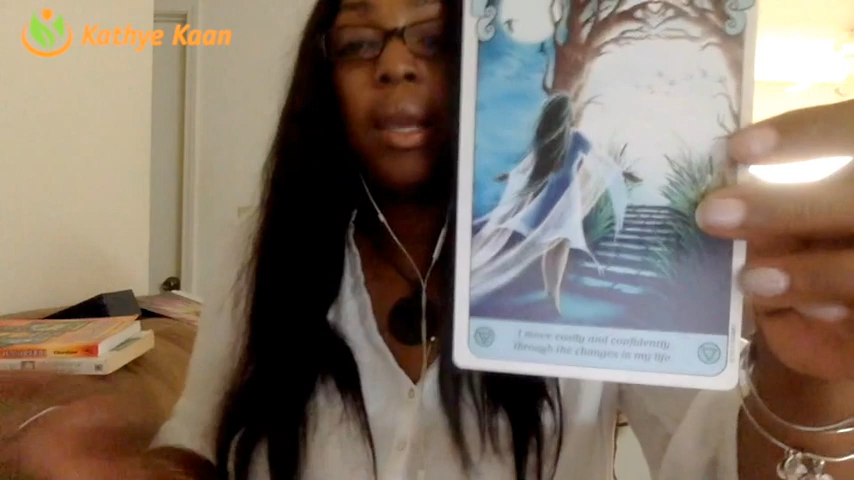 Kathye Kaan
I move easily and confidently
through the changes in my life